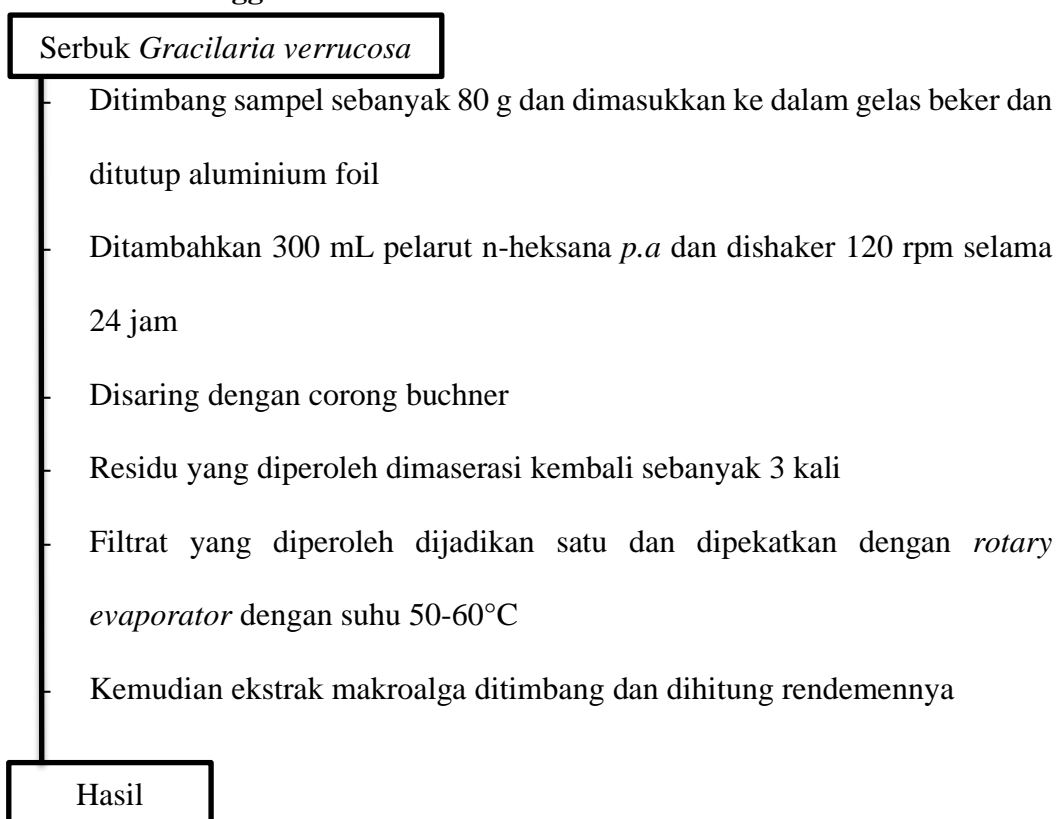 Serbuk Gracilaria verrucosa
- Ditimbang sampel sebanyak 80 g dan dimasukkan ke dalam gelas beker dan
ditutup aluminium foil
- Ditambahkan 300 mL pelarut n-heksana p.a dan dishaker 120 rpm selama
24 jam
- Disaring dengan corong buchner
- Residu yang diperoleh dimaserasi kembali sebanyak 3 kali
- Filtrat yang diperoleh dijadikan satu dan dipekatkan dengan rotary
evaporator dengan suhu 50-60°C
- Kemudian ekstrak makroalga ditimbang dan dihitung rendemennya
Hasil